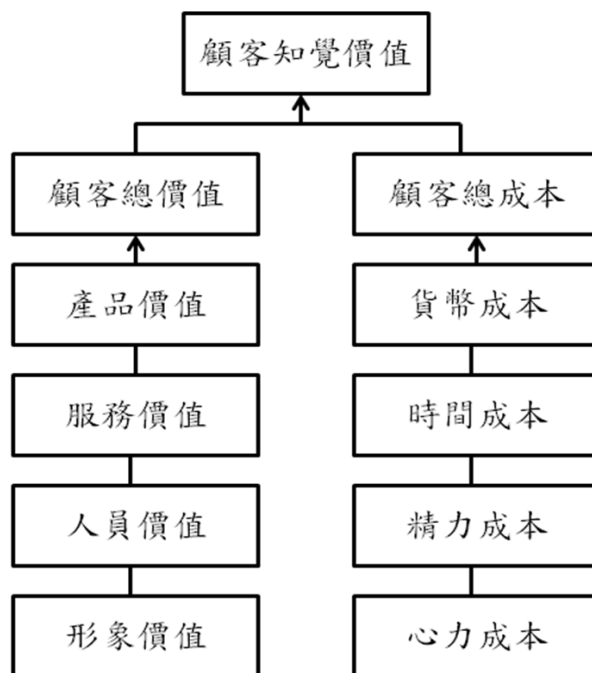 顧客知覺價值
顧客總價值
顧客總成本
產品價值
貨幣成本
服務價值
時間成本
人員價值
精力成本
形象價值
心力成本